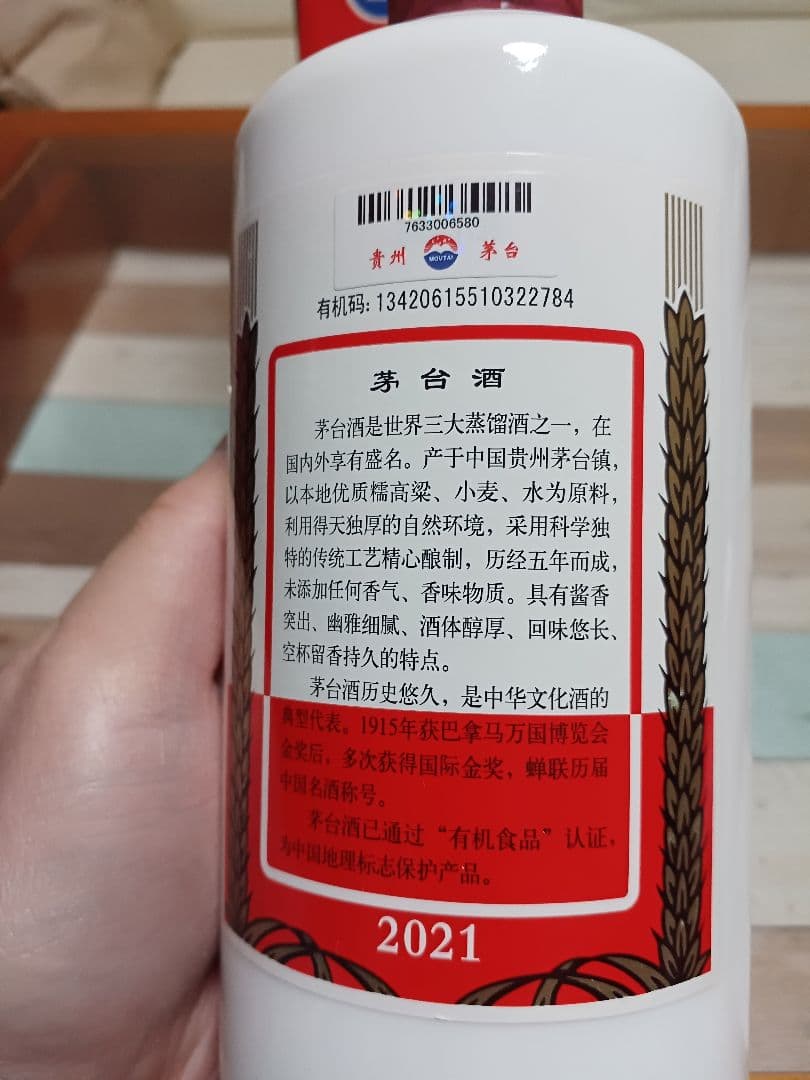 7633006580
贵州 MOUTAI 茅台
有机码: 13420615510322784
茅台酒
茅台酒是世界三大蒸馏酒之一，在
国内外享有盛名。产于中国贵州茅台镇，
以本地优质糯高粱、小麦、水为原料，
利用得天独厚的自然环境，采用科学独
特的传统工艺精心酿制，历经五年而成，
未添加任何香气、香味物质。具有酱香
突出、幽雅细腻、酒体醇厚、回味悠长、
空杯留香持久的特点。
茅台酒历史悠久，是中华文化酒的
典型代表。1915年获巴拿马万国博览会
金奖后，多次获得国际金奖，蝉联历届
中国名酒称号。
茅台酒已通过“有机食品”认证，
为中国地理标志保护产品。
2021